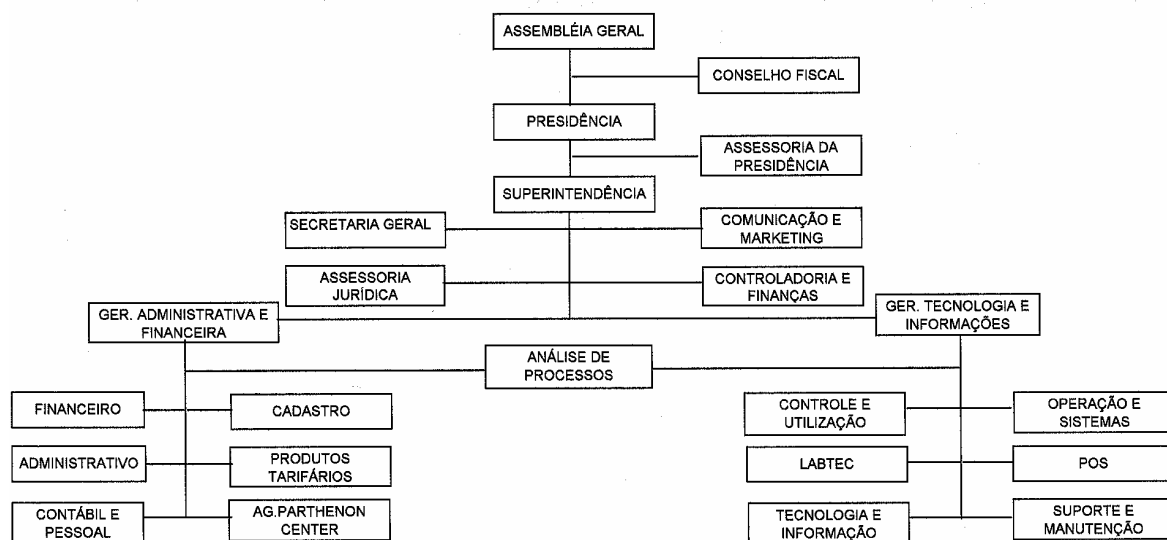 ASSEMBLÉIA GERAL
CONSELHO FISCAL
PRESIDÊNCIA
ASSESSORIA DA
PRESIDÊNCIA
SUPERINTENDÊNCIA
SECRETARIA GERAL
COMUNICAÇÃO E
MARKETING
ASSESSORIA
JURÍDICA
CONTROLADORIA E
FINANÇAS
GER. ADMINISTRATIVA E
FINANCEIRA
GER. TECNOLOGIA E
INFORMAÇÕES
ANÁLISE DE
PROCESSOS
FINANCEIRO
CADASTRO
CONTROLE E
UTILIZAÇÃO
OPERAÇÃO E
SISTEMAS
ADMINISTRATIVO
PRODUTOS
TARIFÁRIOS
LABTEC
POS
CONTÁBIL E
PESSOAL
AG.PARTHENON
CENTER
TECNOLOGIA E
INFORMAÇÃO
SUPORTE E
MANUTENÇÃO